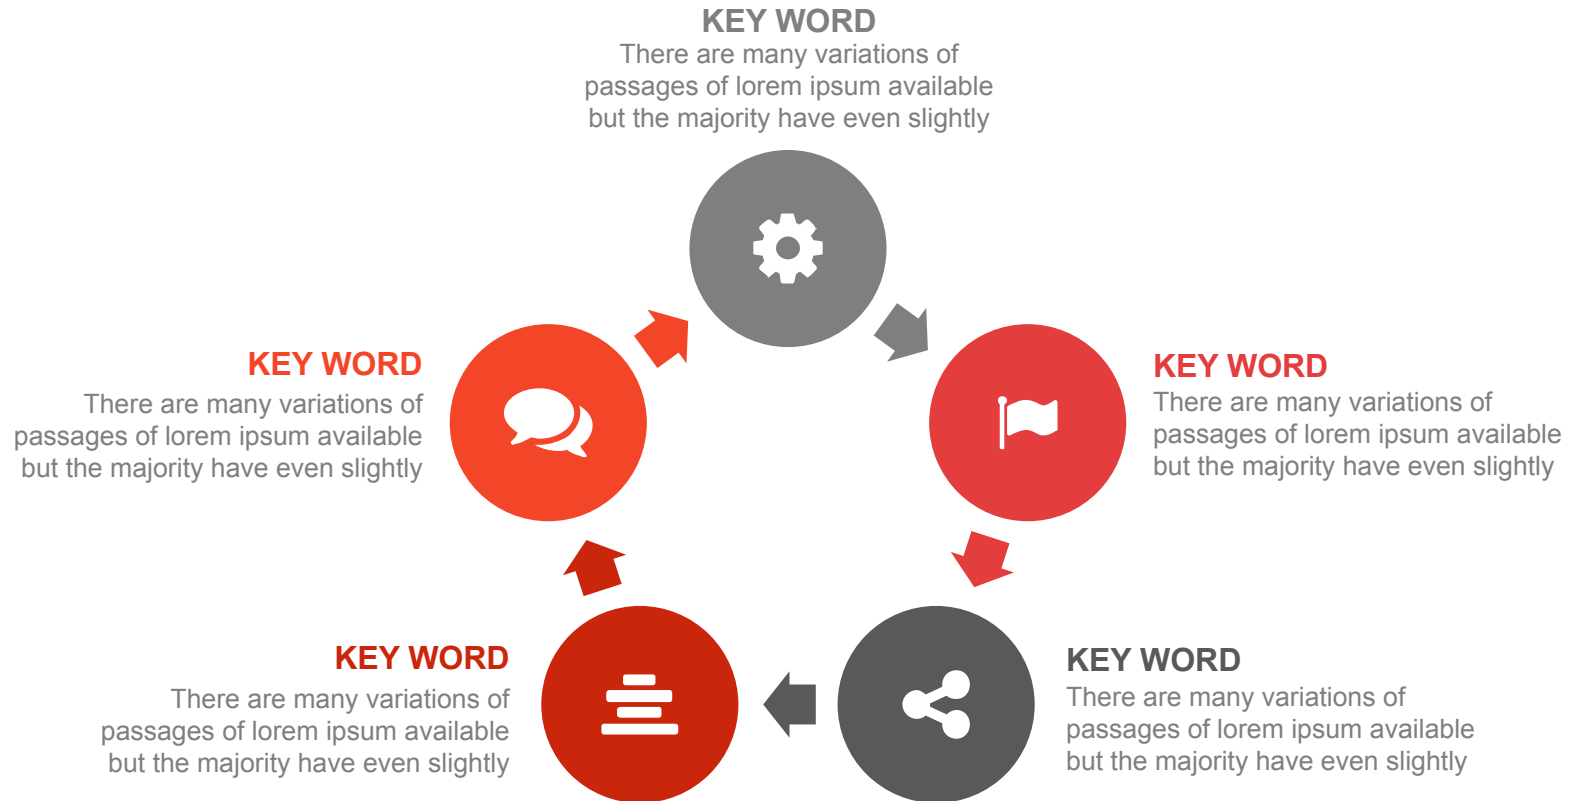 KEY WORD
There are many variations of
passages of lorem ipsum available
but the majority have even slightly
KEY WORD
There are many variations of
passages of lorem ipsum available
but the majority have even slightly
KEY WORD
There are many variations of
passages of lorem ipsum available
but the majority have even slightly
KEY WORD
There are many variations of
passages of lorem ipsum available
but the majority have even slightly
KEY WORD
There are many variations of
passages of lorem ipsum available
but the majority have even slightly